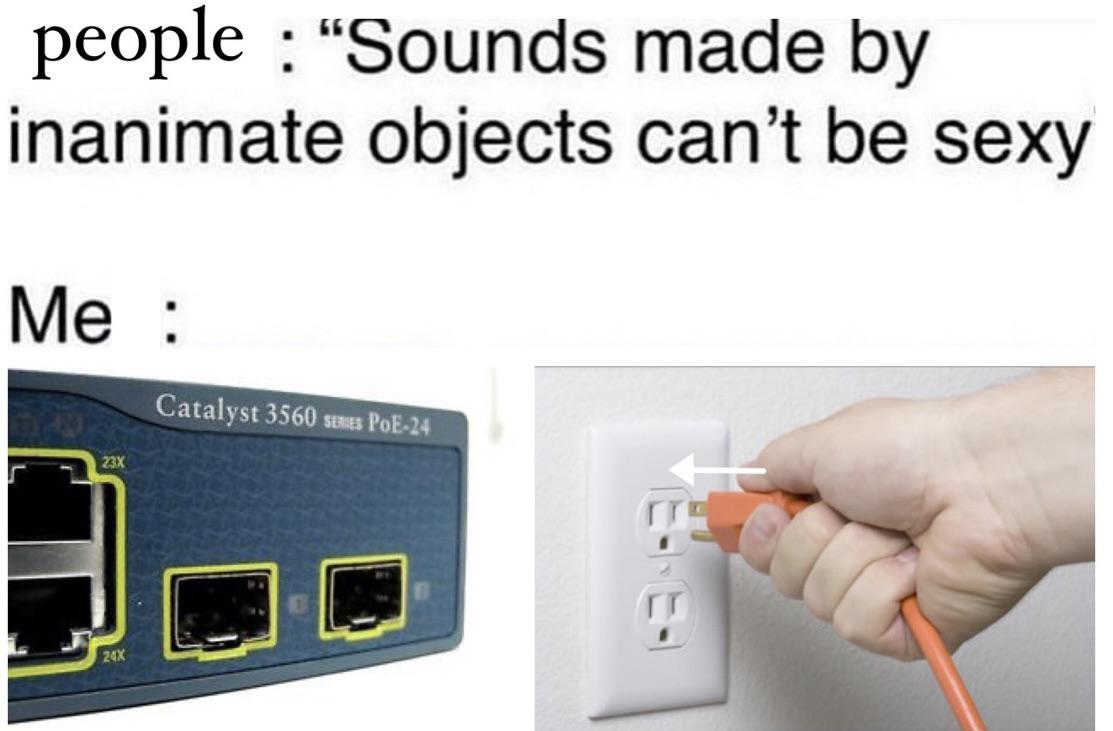 people : “Sounds made by
inanimate objects can’t be sexy’
Me :
Catalyst 3560 SERIES PoE-24
23X
24X